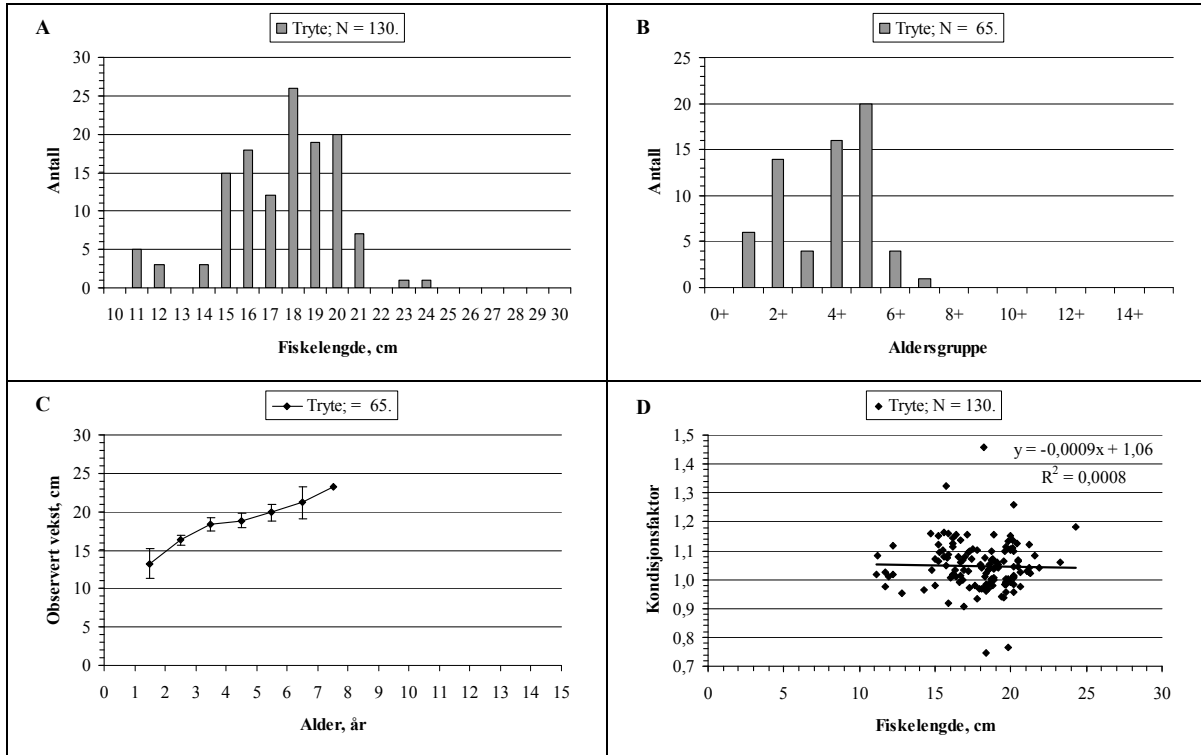 A
Tryte; N = 130.
30
25
20
15
10
5
0
Antall
10 11 12 13 14 15 16 17 18 19 20 21 22 23 24 25 26 27 28 29 30
Fiskelengde, cm
B
Tryte; N = 65.
25
20
15
10
5
0
Antall
0+ 2+ 4+ 6+ 8+ 10+ 12+ 14+
Aldersgruppe
C
Tryte; = 65.
30
25
20
15
10
5
0
Observert vekst, cm
0 1 2 3 4 5 6 7 8 9 10 11 12 13 14 15
Alder, år
D
Tryte; N = 130.
1,5
1,4
1,3
1,2
1,1
1,0
0,9
0,8
0,7
Kondisjonsfaktor
y = -0,0009x + 1,06
R² = 0,0008
0 5 10 15 20 25 30
Fiskelengde, cm